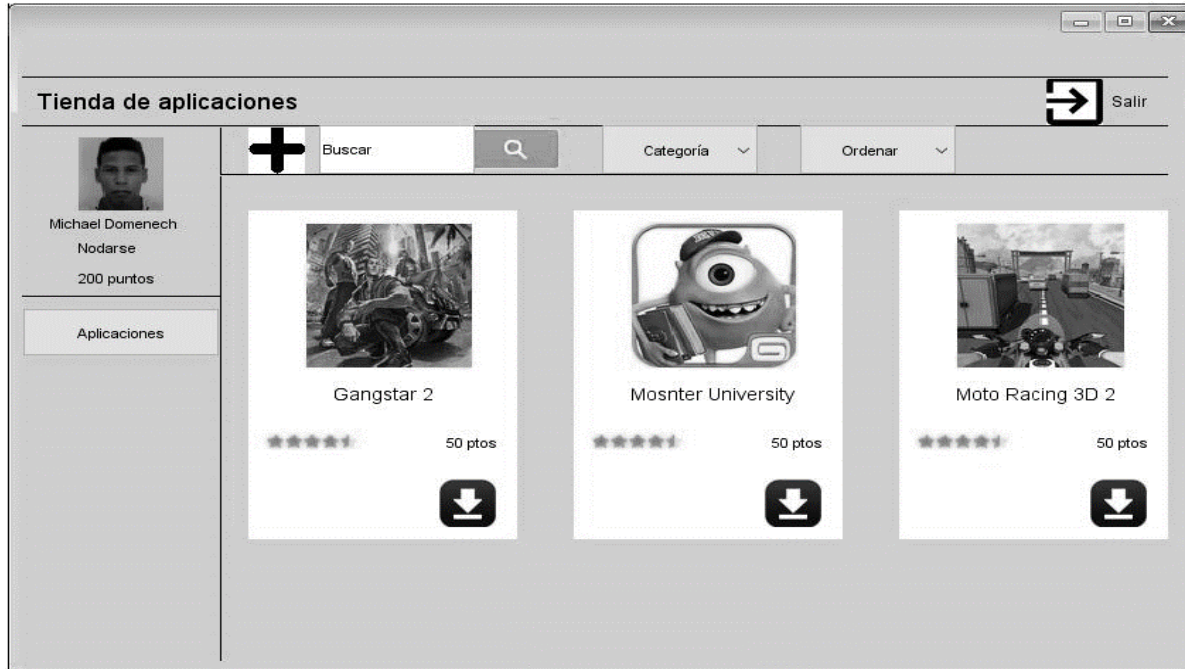 Tienda de aplicaciones
Salir
Michael Domenech
Nodarse
200 puntos
Aplicaciones
Buscar
Categoría
Ordenar
Gangstar 2
50 ptos
Mosnter University
50 ptos
Moto Racing 3D 2
50 ptos